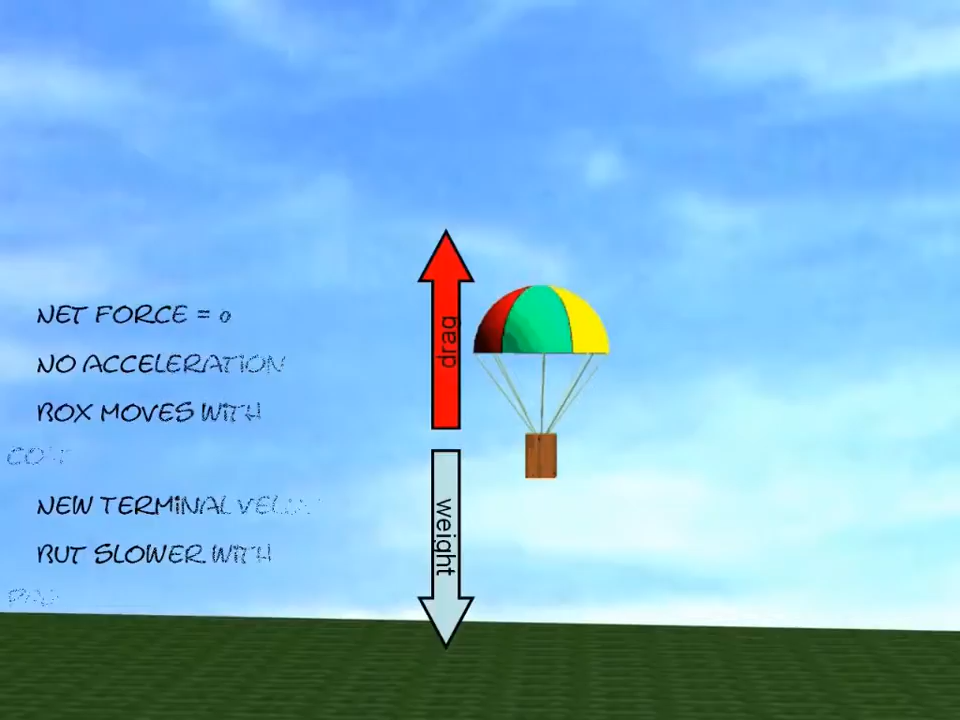 NET FORCE = 0
NO ACCELERATION
BOX MOVES WITH
NEW TERMINAL
BUT SLOWER WITH
drag
weight